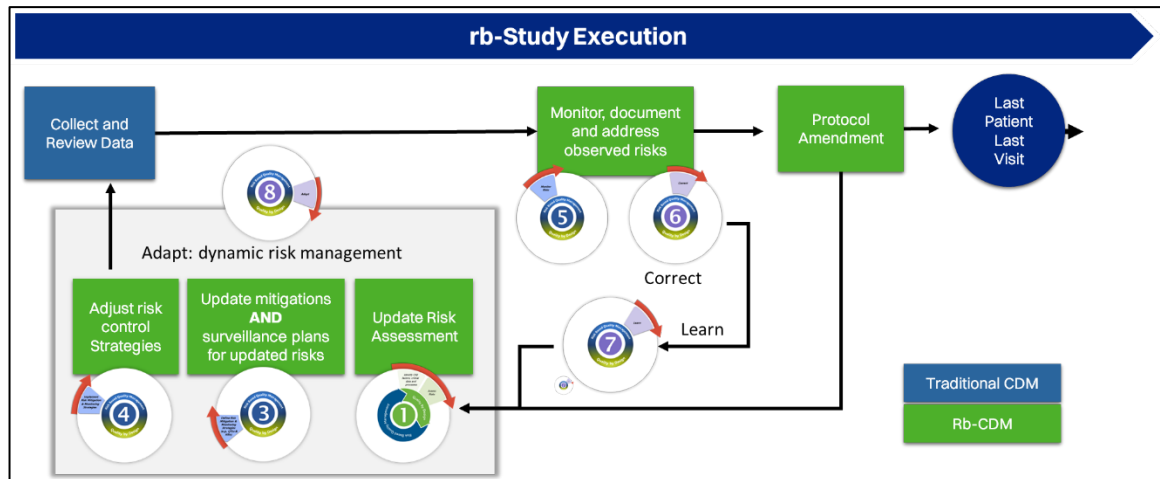 rb-Study Execution
Collect and
Review Data
Monitor, document
and address
observed risks
Protocol
Amendment
Last
Patient
Last
Visit
8
Adapt
5
6
Adapt: dynamic risk management
Correct
Adjust risk
control
Strategies
Update mitigations
AND
surveillance plans
for updated risks
Update Risk
Assessment
Learn
7
4
3
1
Traditional CDM
Rb-CDM